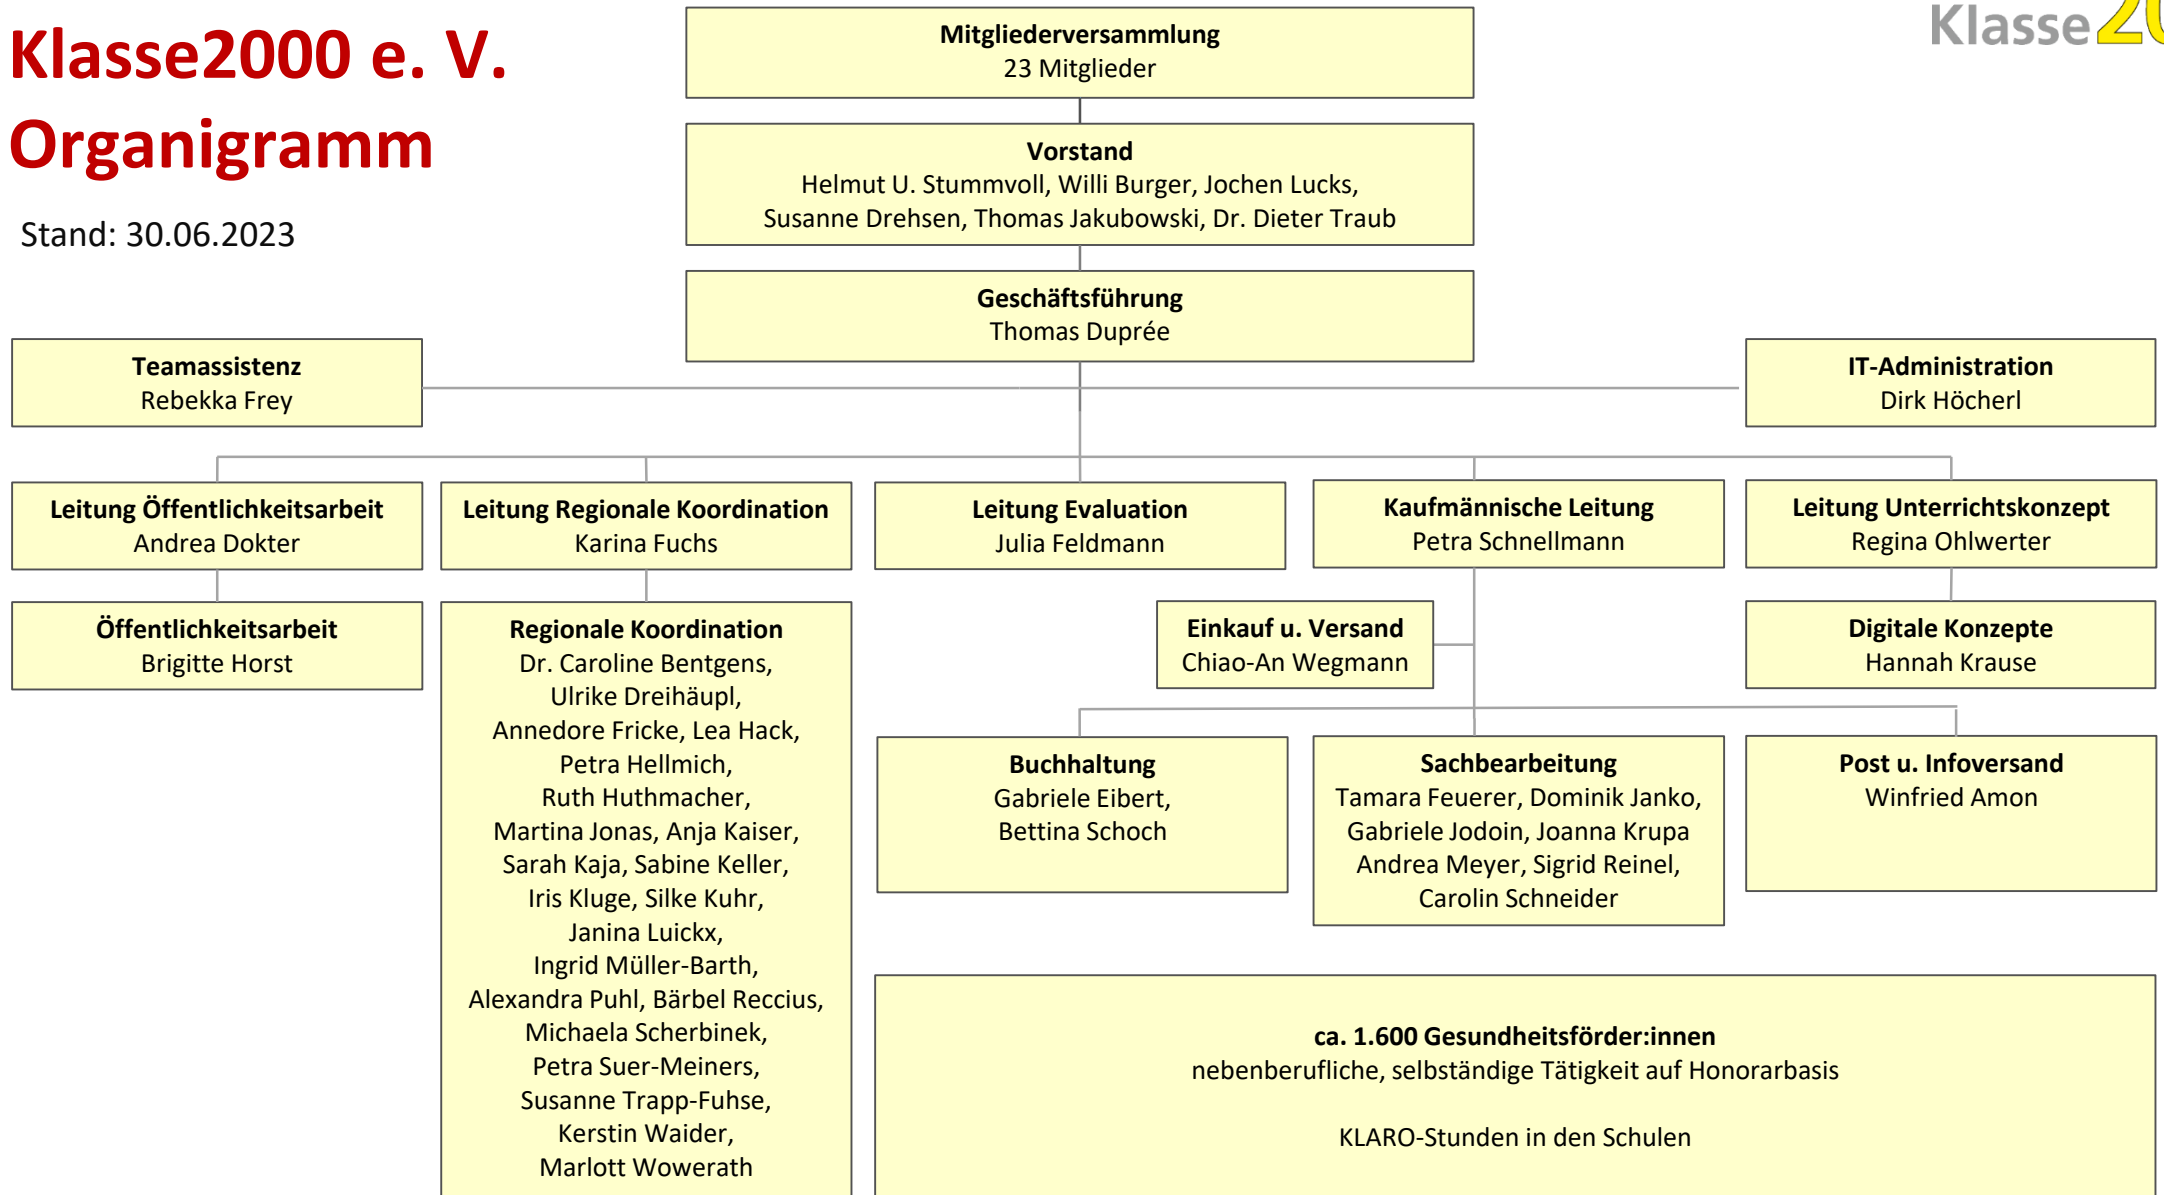 Klasse2000 e. V.
Organigramm
Stand: 30.06.2023
Klasse
Mitgliederversammlung
23 Mitglieder
Vorstand
Helmut U. Stummvoll, Willi Burger, Jochen Lucks,
Susanne Drehsen, Thomas Jakubowski, Dr. Dieter Traub
Geschäftsführung
Thomas Duprée
Teamassistenz
Rebekka Frey
IT-Administration
Dirk Höcherl
Leitung Öffentlichkeitsarbeit
Andrea Dokter
Leitung Regionale Koordination
Karina Fuchs
Leitung Evaluation
Julia Feldmann
Kaufmännische Leitung
Petra Schnellmann
Leitung Unterrichtskonzept
Regina Ohlwerter
Öffentlichkeitsarbeit
Brigitte Horst
Regionale Koordination
Dr. Caroline Bentgens,
Ulrike Dreihäupl,
Annedore Fricke, Lea Hack,
Petra Hellmich,
Ruth Huthmacher,
Martina Jonas, Anja Kaiser,
Sarah Kaja, Sabine Keller,
Iris Kluge, Silke Kuhr,
Janina Luickx,
Ingrid Müller-Barth,
Alexandra Puhl, Bärbel Reccius,
Michaela Scherbinek,
Petra Suer-Meiners,
Susanne Trapp-Fuhse,
Kerstin Waider,
Marlott Wowerath
Einkauf u. Versand
Chiao-An Wegmann
Digitale Konzepte
Hannah Krause
Buchhaltung
Gabriele Eibert,
Bettina Schoch
Sachbearbeitung
Tamara Feuerer, Dominik Janko,
Gabriele Jodoin, Joanna Krupa
Andrea Meyer, Sigrid Reinel,
Carolin Schneider
Post u. Infoversand
Winfried Amon
ca. 1.600 Gesundheitsförder:innen
nebenberufliche, selbständige Tätigkeit auf Honorarbasis
KLARO-Stunden in den Schulen